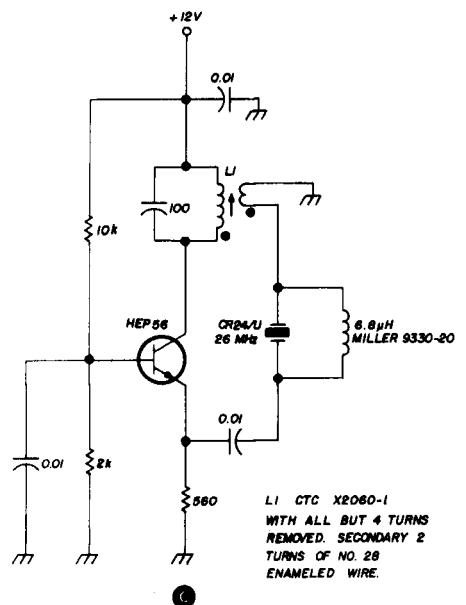 +12V
0.01
L1
100
10k
HEP 56
CR24/U
26 MHz
6.8µH
MILLER 9330-20
0.01
0.01
2k
560
L1 CTC X2060-1
WITH ALL BUT 4 TURNS
REMOVED. SECONDARY 2
TURNS OF NO. 28
ENAMELED WIRE.
C